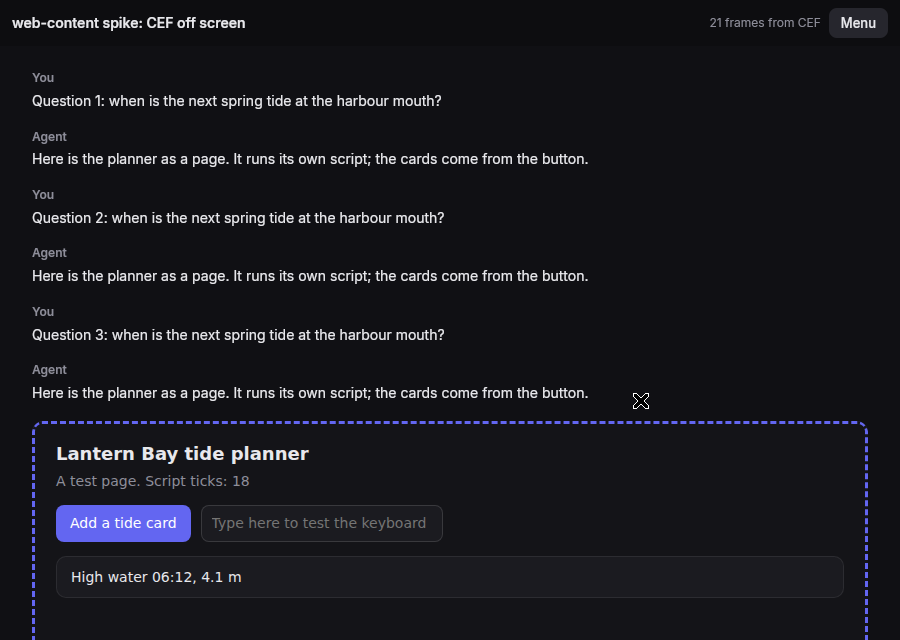 web-content spike: CEF off screen
21 frames from CEF
Menu
You
Question 1: when is the next spring tide at the harbour mouth?
Agent
Here is the planner as a page. It runs its own script; the cards come from the button.
You
Question 2: when is the next spring tide at the harbour mouth?
Agent
Here is the planner as a page. It runs its own script; the cards come from the button.
You
Question 3: when is the next spring tide at the harbour mouth?
Agent
Here is the planner as a page. It runs its own script; the cards come from the button.
Lantern Bay tide planner
A test page. Script ticks: 18
Add a tide card
Type here to test the keyboard
High water 06:12, 4.1 m